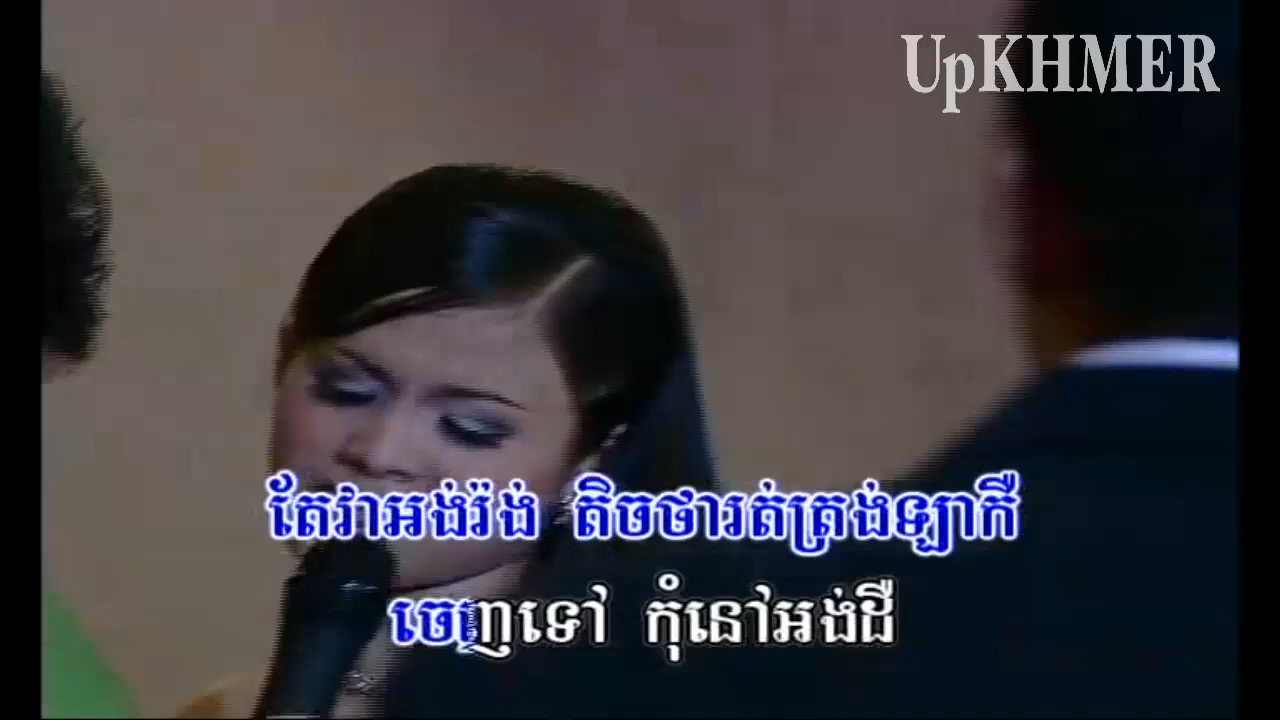 UpKHMER
តែវាអង់រ៉ង់ តិចថារត់ត្រង់ឡាកឺ
ចេញទៅ កុំនៅអង់ដឺ